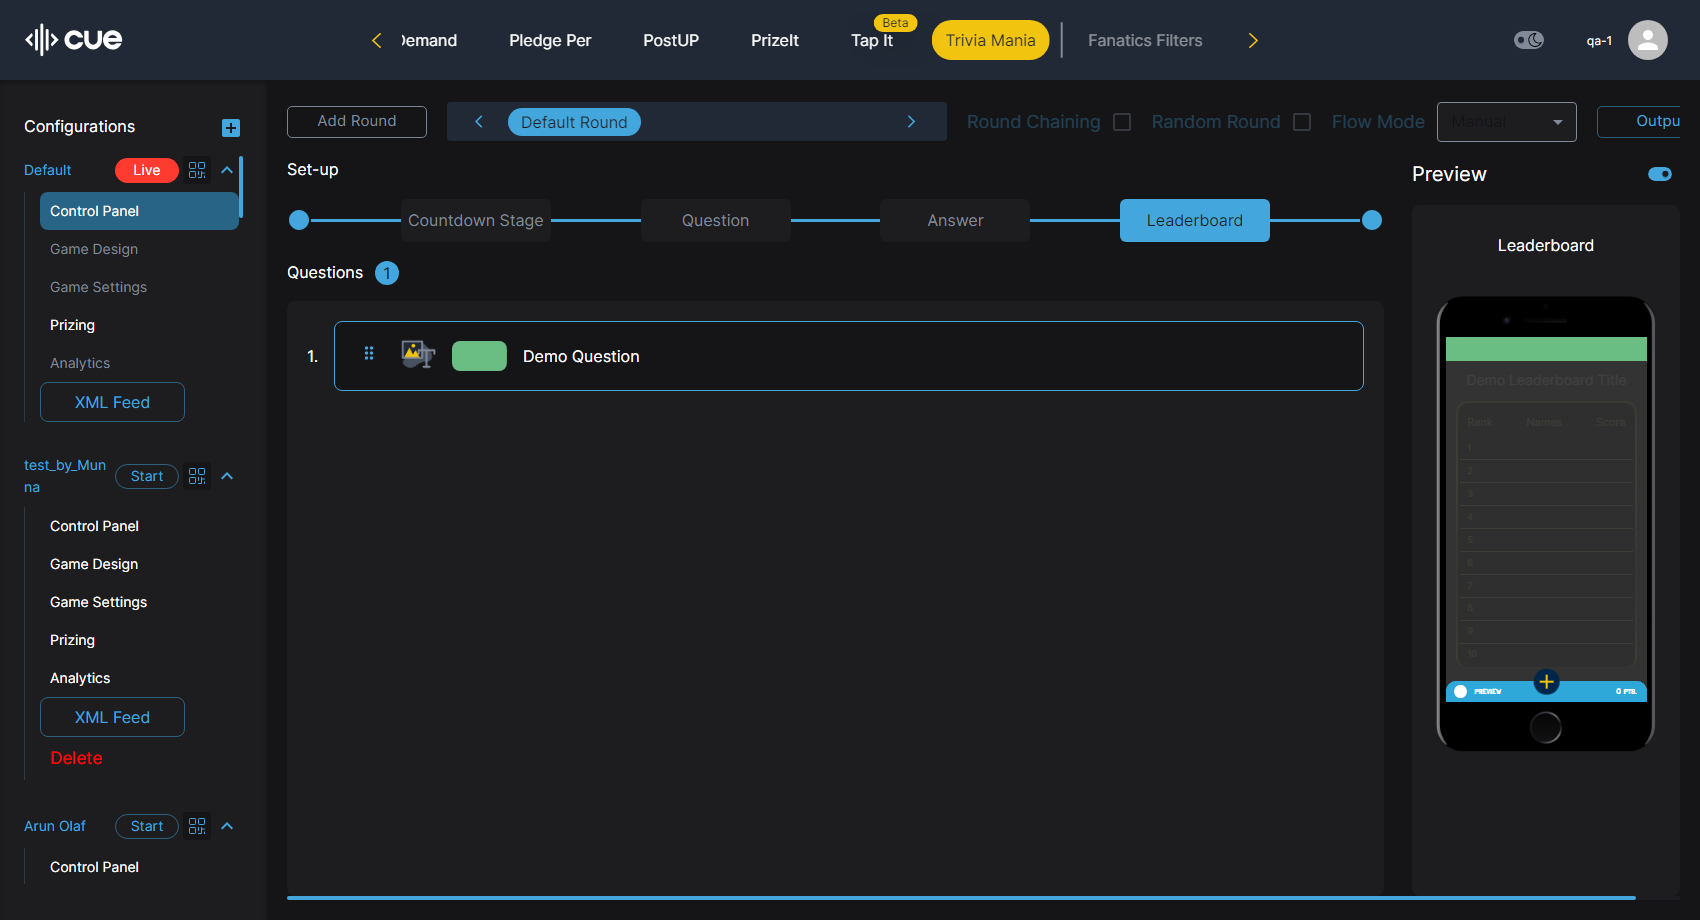 cue
Demand
Pledge Per
PostUP
PrizeIt
Tap It
Beta
Trivia Mania
Fanatics Filters
qa-1
Configurations
Default
Live
Control Panel
Game Design
Game Settings
Prizing
Analytics
XML Feed
test_by_Mun
na
Start
Control Panel
Game Design
Game Settings
Prizing
Analytics
XML Feed
Delete
Arun Olaf
Start
Control Panel
Add Round
Default Round
Round Chaining
Random Round
Flow Mode
Manual
Outpu
Set-up
Countdown Stage
Question
Answer
Leaderboard
Questions 1
1.
Demo Question
Preview
Leaderboard
Demo Leaderboard Title
Rank Names Score
1
2
3
4
5
6
7
8
9
10
PREVIEW
0 PTS.